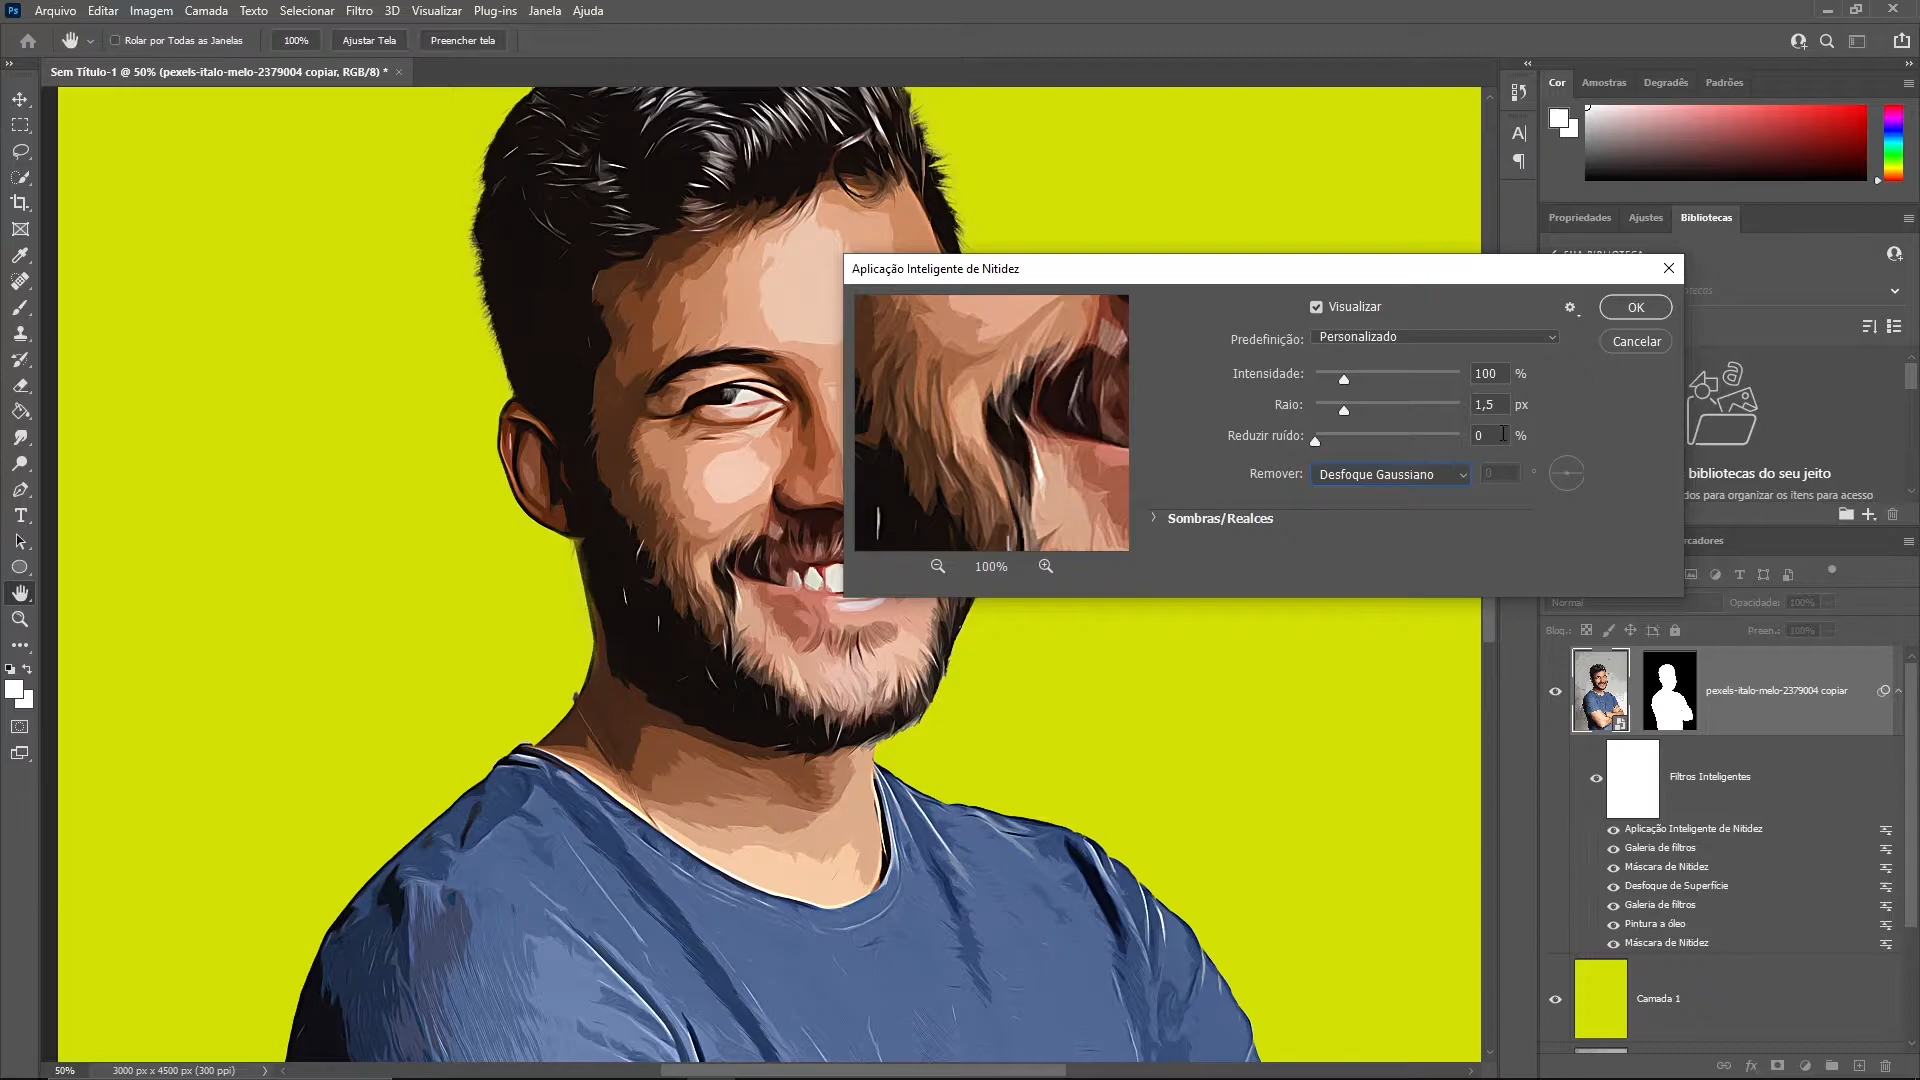 Ps Arquivo Editar Imagem Camada Texto Selecionar Filtro 3D Visualizar Plug-ins Janela Ajuda
Rolar por Todas as Janelas 100% Ajustar Tela Preencher tela
Sem Título-1 @ 50% (pexels-italo-melo-2379004 copiar, RGB/8) * ×
Cor Amostras Degradês Padrões
Propriedades Ajustes Bibliotecas
Aplicação Inteligente de Nitidez
Visualizar
OK
Predefinição: Personalizado
Cancelar
Intensidade: 100 %
Raio: 1,5 px
Reduzir ruído: 0 %
Remover: Desfoque Gaussiano 0 °
Sombras/Realces
100%
bibliotecas do seu jeito
dos para organizar os itens para acesso
Normal Opacidade: 100%
Bloq.: Preen.: 100%
pexels-italo-melo-2379004 copiar
Filtros Inteligentes
Aplicação Inteligente de Nitidez
Galeria de filtros
Máscara de Nitidez
Desfoque de Superfície
Galeria de filtros
Pintura a óleo
Máscara de Nitidez
Camada 1
50% 3000 px x 4500 px (300 ppi)